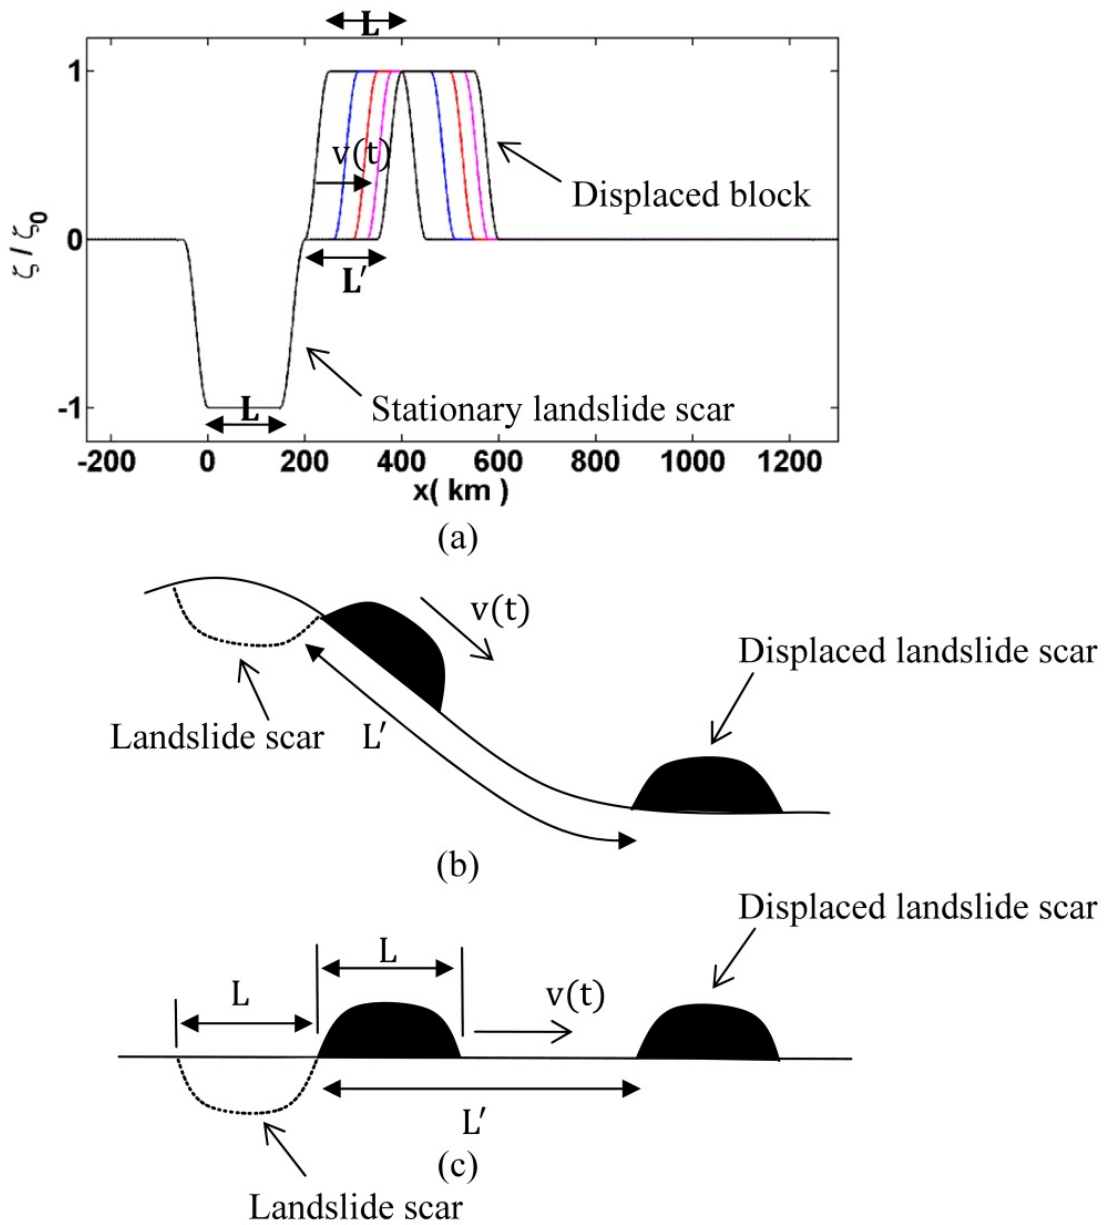 L
1
v(t)
Displaced block
ζ / ζ0
0
L′
-1
L
Stationary landslide scar
-200 0 200 400 600 800 1000 1200
x( km )
(a)
v(t)
Displaced landslide scar
Landslide scar
L′
(b)
Displaced landslide scar
L
L
v(t)
L′
(c)
Landslide scar